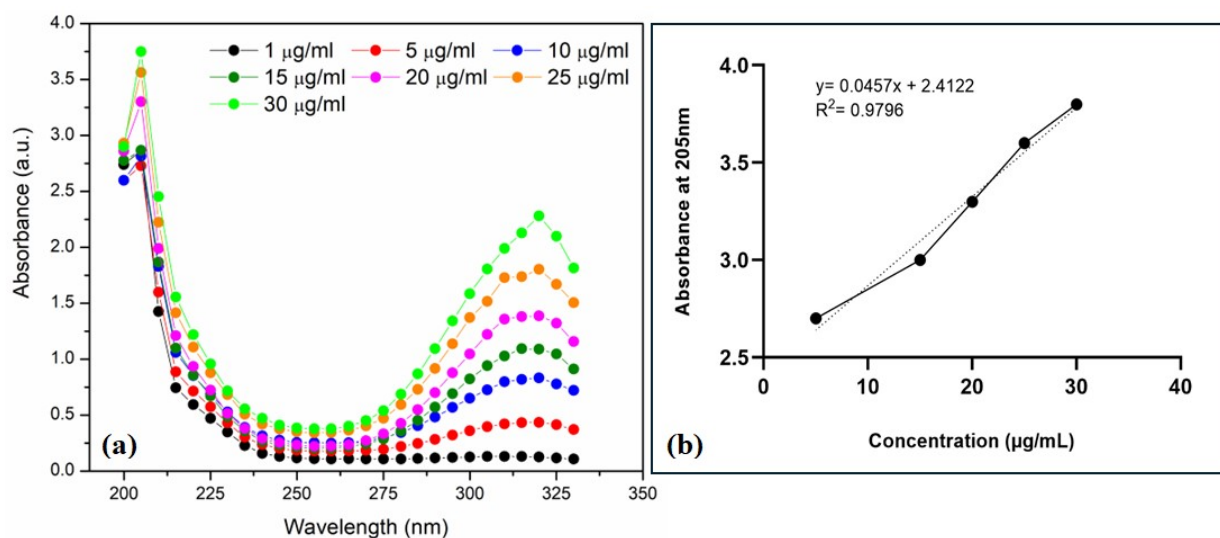 4.0
3.5
3.0
2.5
2.0
1.5
1.0
0.5
0.0
Absorbance (a.u.)
1 μg/ml 5 μg/ml 10 μg/ml
15 μg/ml 20 μg/ml 25 μg/ml
30 μg/ml
(a)
200 225 250 275 300 325 350
Wavelength (nm)
4.0
3.5
3.0
2.5
Absorbance at 205nm
y= 0.0457x + 2.4122
R²= 0.9796
0 10 20 30 40
(b)
Concentration (μg/mL)